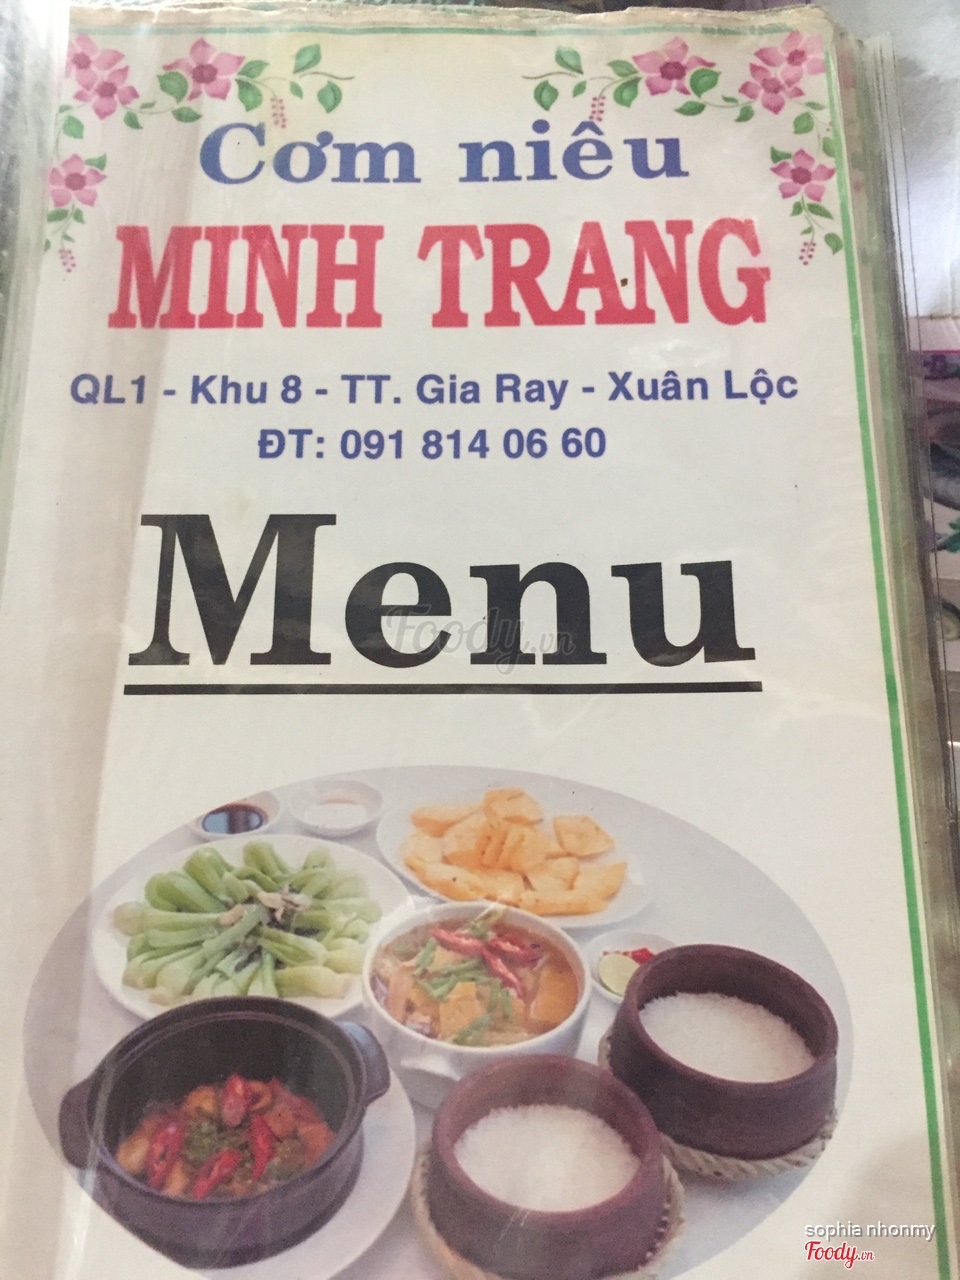 Cơm niêu
MINH TRANG
QL1 - Khu 8 - TT. Gia Ray - Xuân Lộc
ĐT: 091 814 06 60
Menu
Foody.vn
sophia nhonmy
Foody.vn